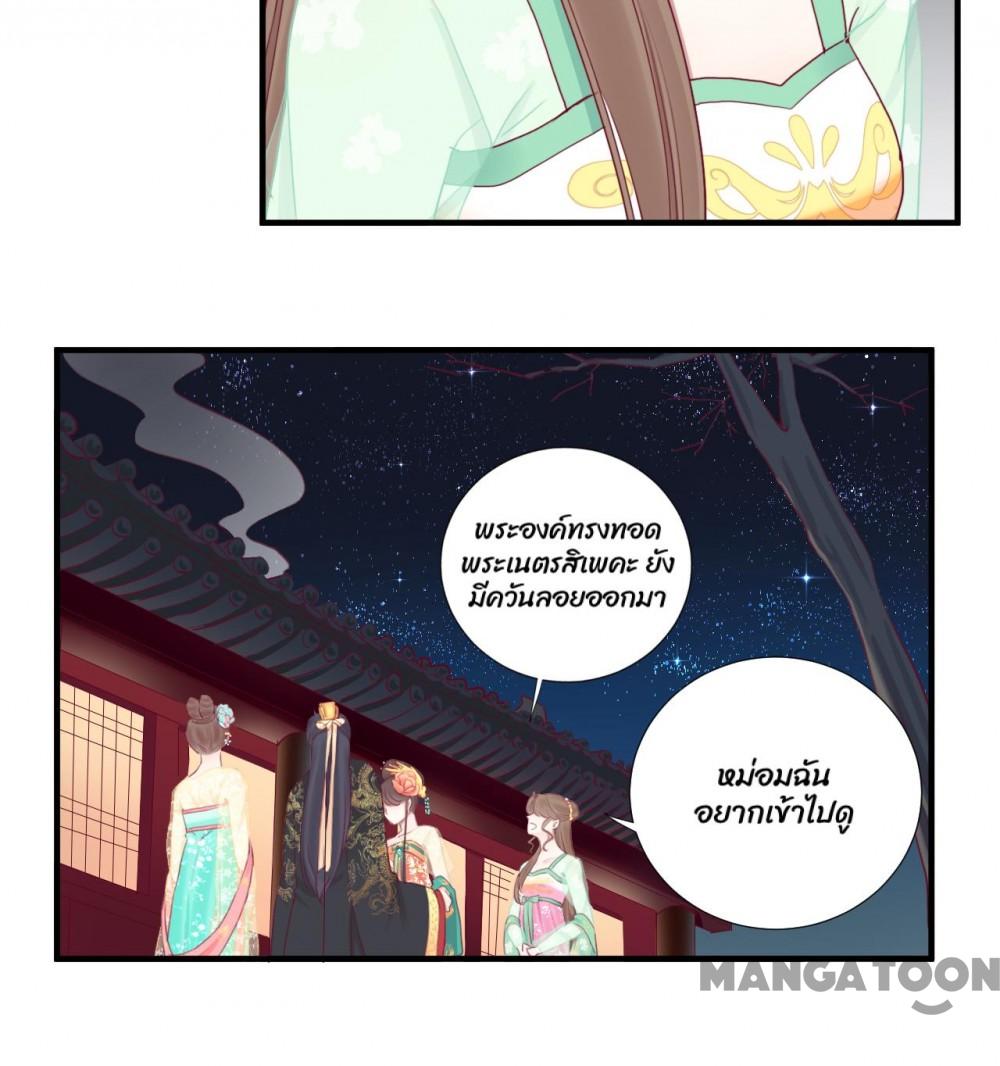 พระองค์ทรงทอด
พระเนตรสิเพคะ ยัง
มีควันลอยออกมา
หม่อมฉัน
อยากเข้าไปดู
MANGATOON